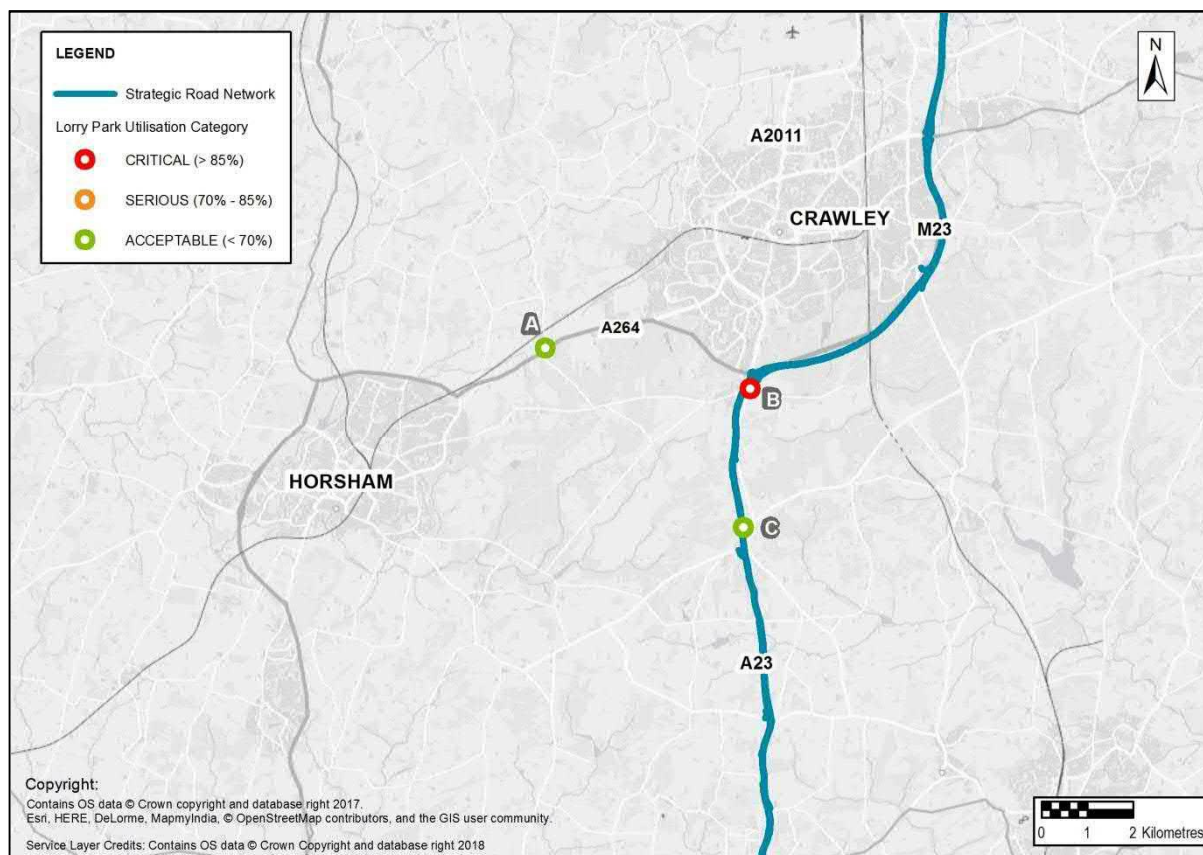 LEGEND
Strategic Road Network
Lorry Park Utilisation Category
CRITICAL (> 85%)
SERIOUS (70% - 85%)
ACCEPTABLE (< 70%)
N
A2011
CRAWLEY
M23
A
A264
B
HORSHAM
C
A23
Copyright:
Contains OS data © Crown copyright and database right 2017.
Esri, HERE, DeLorme, MapmyIndia, © OpenStreetMap contributors, and the GIS user community.
Service Layer Credits: Contains OS data © Crown Copyright and database right 2018
0 1 2 Kilometres